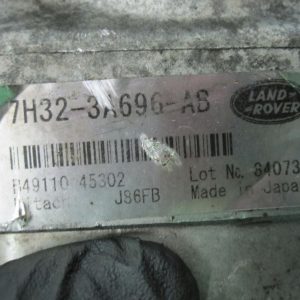 7H32-3A696-AB
LAND-
ROVER
B49110 45302 Lot No. 84073
Hitachi JS6FB Made in Japan